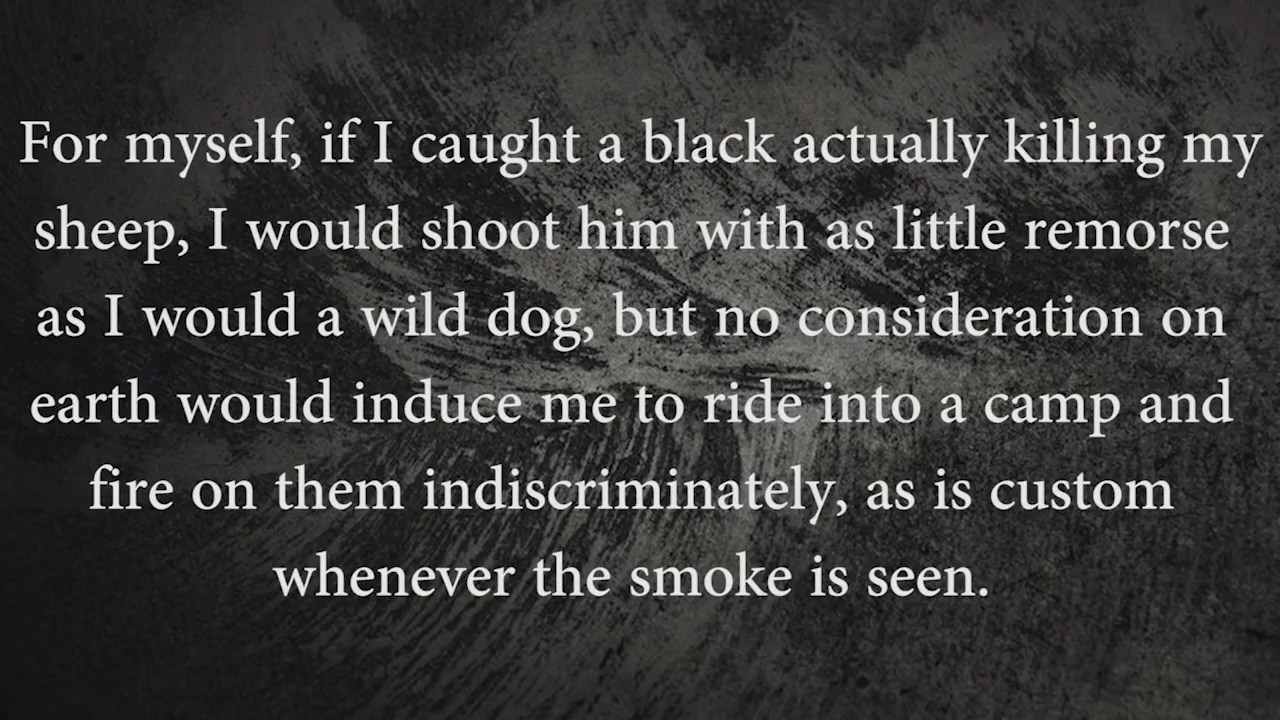 For myself, if I caught a black actually killing my
sheep, I would shoot him with as little remorse
as I would a wild dog, but no consideration on
earth would induce me to ride into a camp and
fire on them indiscriminately, as is custom
whenever the smoke is seen.